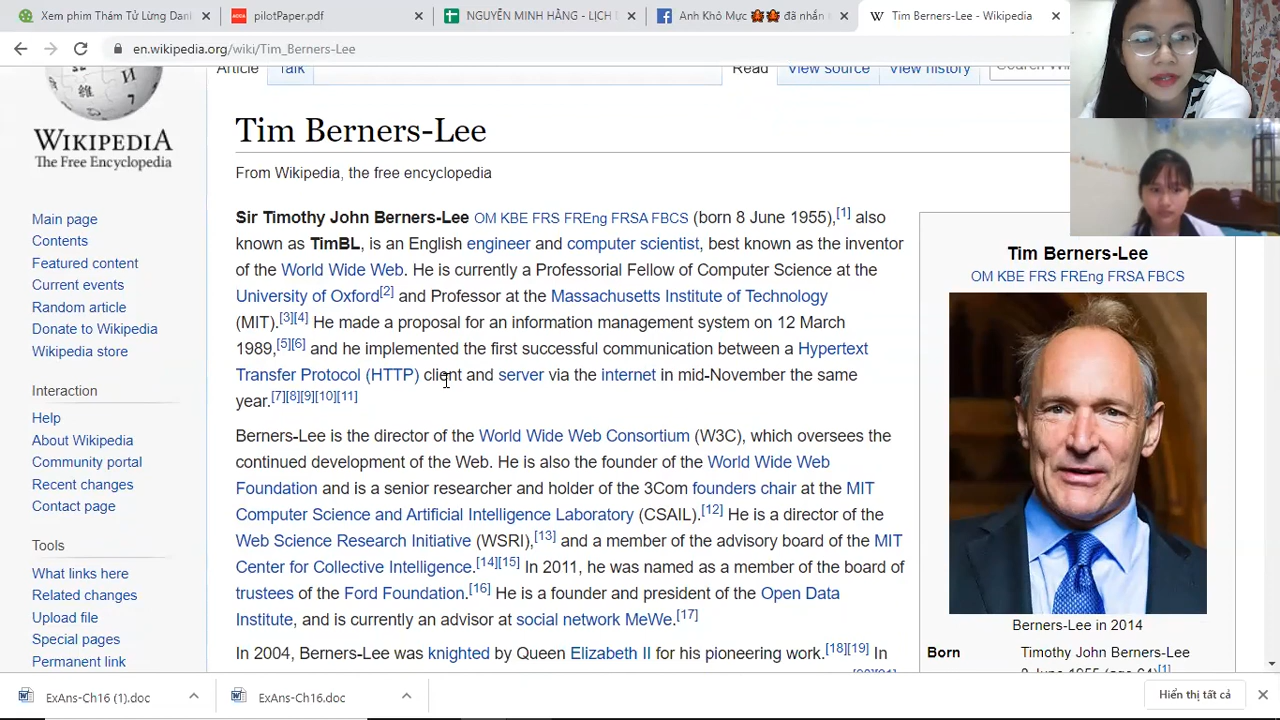 Xem phim Thám Tử Lừng Dan
pilotPaper.pdf
NGUYỄN MINH HẰNG - LỊCH
Anh Khỏ Mực 🐙🐙 đã nhắn
Tim Berners-Lee - Wikipedia
en.wikipedia.org/wiki/Tim_Berners-Lee
Article Talk Read View source View history
WIKIPEDIA
The Free Encyclopedia
Main page
Contents
Featured content
Current events
Random article
Donate to Wikipedia
Wikipedia store
Interaction
Help
About Wikipedia
Community portal
Recent changes
Contact page
Tools
What links here
Related changes
Upload file
Special pages
Permanent link
Tim Berners-Lee
From Wikipedia, the free encyclopedia
Sir Timothy John Berners-Lee OM KBE FRS FREng FRSA FBCS (born 8 June 1955),[1] also
known as TimBL, is an English engineer and computer scientist, best known as the inventor
of the World Wide Web. He is currently a Professorial Fellow of Computer Science at the
University of Oxford[2] and Professor at the Massachusetts Institute of Technology
(MIT).[3][4] He made a proposal for an information management system on 12 March
1989,[5][6] and he implemented the first successful communication between a Hypertext
Transfer Protocol (HTTP) client and server via the internet in mid-November the same
year.[7][8][9][10][11]
Berners-Lee is the director of the World Wide Web Consortium (W3C), which oversees the
continued development of the Web. He is also the founder of the World Wide Web
Foundation and is a senior researcher and holder of the 3Com founders chair at the MIT
Computer Science and Artificial Intelligence Laboratory (CSAIL).[12] He is a director of the
Web Science Research Initiative (WSRI),[13] and a member of the advisory board of the MIT
Center for Collective Intelligence.[14][15] In 2011, he was named as a member of the board of
trustees of the Ford Foundation.[16] He is a founder and president of the Open Data
Institute, and is currently an advisor at social network MeWe.[17]
In 2004, Berners-Lee was knighted by Queen Elizabeth II for his pioneering work.[18][19] In
Tim Berners-Lee
OM KBE FRS FREng FRSA FBCS
Berners-Lee in 2014
Born Timothy John Berners-Lee
8 June 1955 (age 64)[1]
ExAns-Ch16 (1).doc
ExAns-Ch16.doc
Hiển thị tất cả